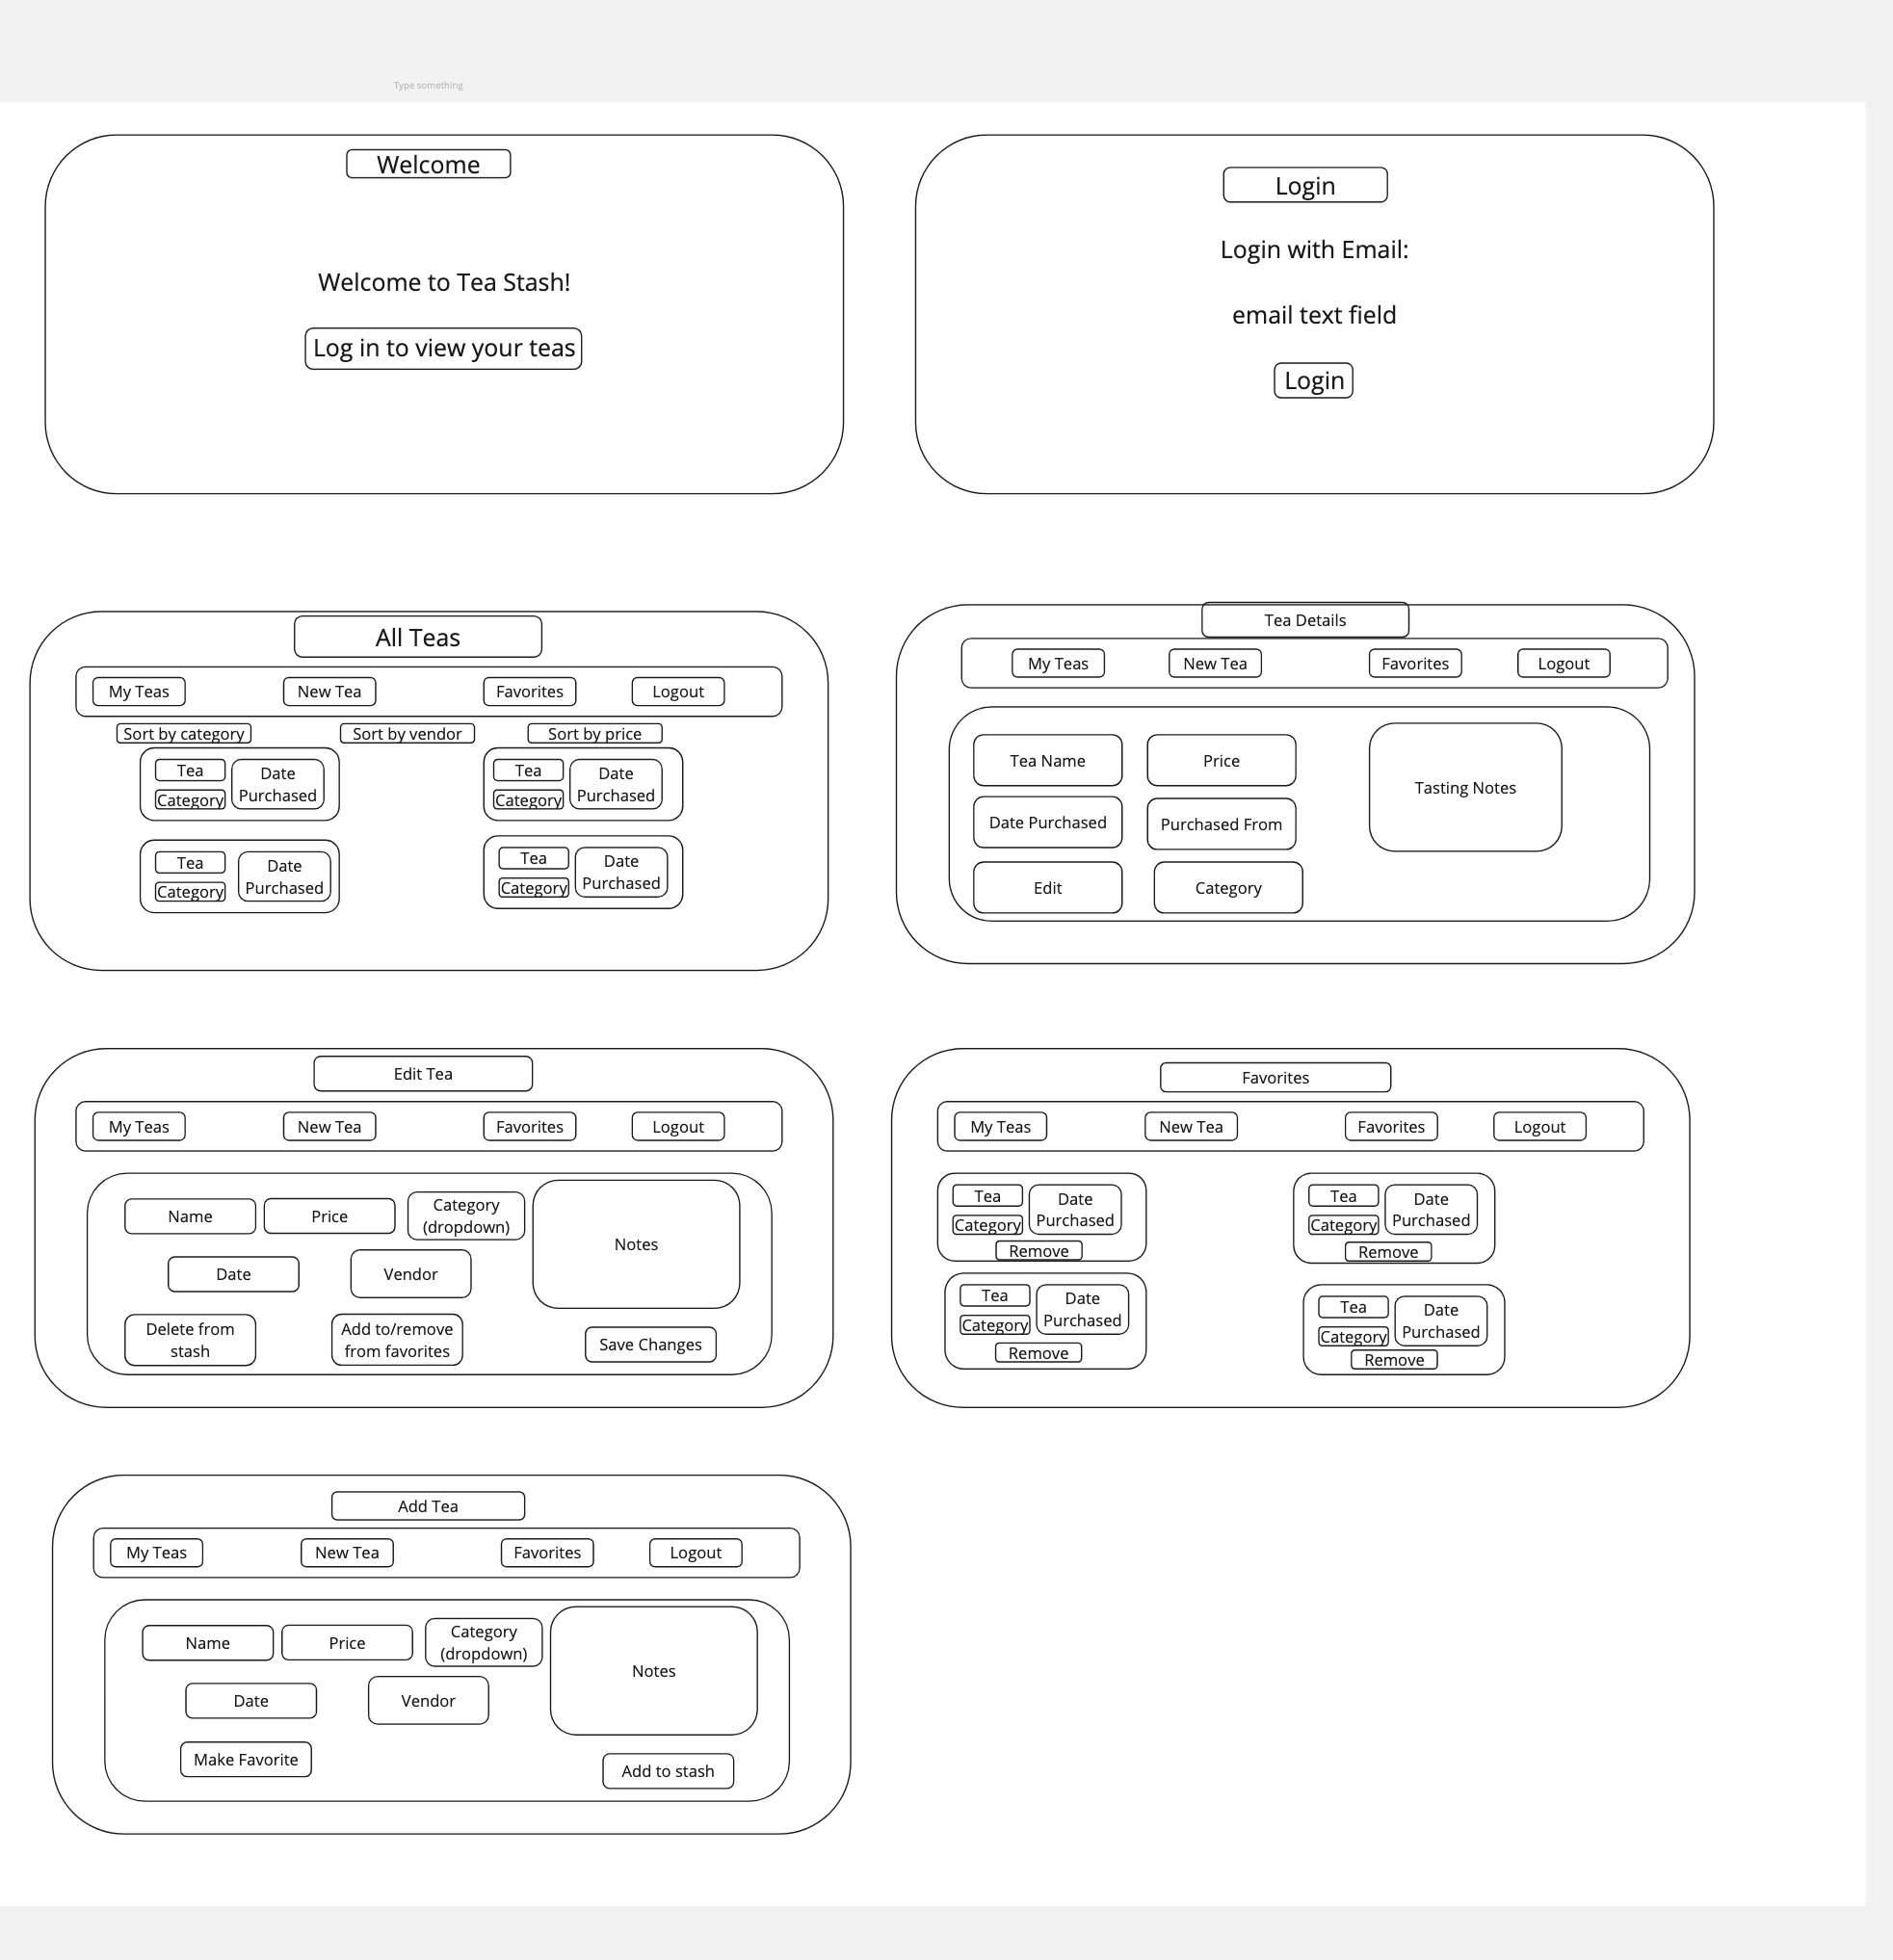 Type something
Welcome
Welcome to Tea Stash!
Log in to view your teas
Login
Login with Email:
email text field
Login
All Teas
My Teas
New Tea
Favorites
Logout
Sort by category
Sort by vendor
Sort by price
Tea
Category
Date
Purchased
Tea
Category
Date
Purchased
Tea
Category
Date
Purchased
Tea
Category
Date
Purchased
Tea Details
My Teas
New Tea
Favorites
Logout
Tea Name
Price
Tasting Notes
Date Purchased
Purchased From
Edit
Category
Edit Tea
My Teas
New Tea
Favorites
Logout
Name
Price
Category
(dropdown)
Notes
Date
Vendor
Delete from
stash
Add to/remove
from favorites
Save Changes
Favorites
My Teas
New Tea
Favorites
Logout
Tea
Category
Date
Purchased
Remove
Tea
Category
Date
Purchased
Remove
Tea
Category
Date
Purchased
Remove
Tea
Category
Date
Purchased
Remove
Add Tea
My Teas
New Tea
Favorites
Logout
Name
Price
Category
(dropdown)
Notes
Date
Vendor
Make Favorite
Add to stash